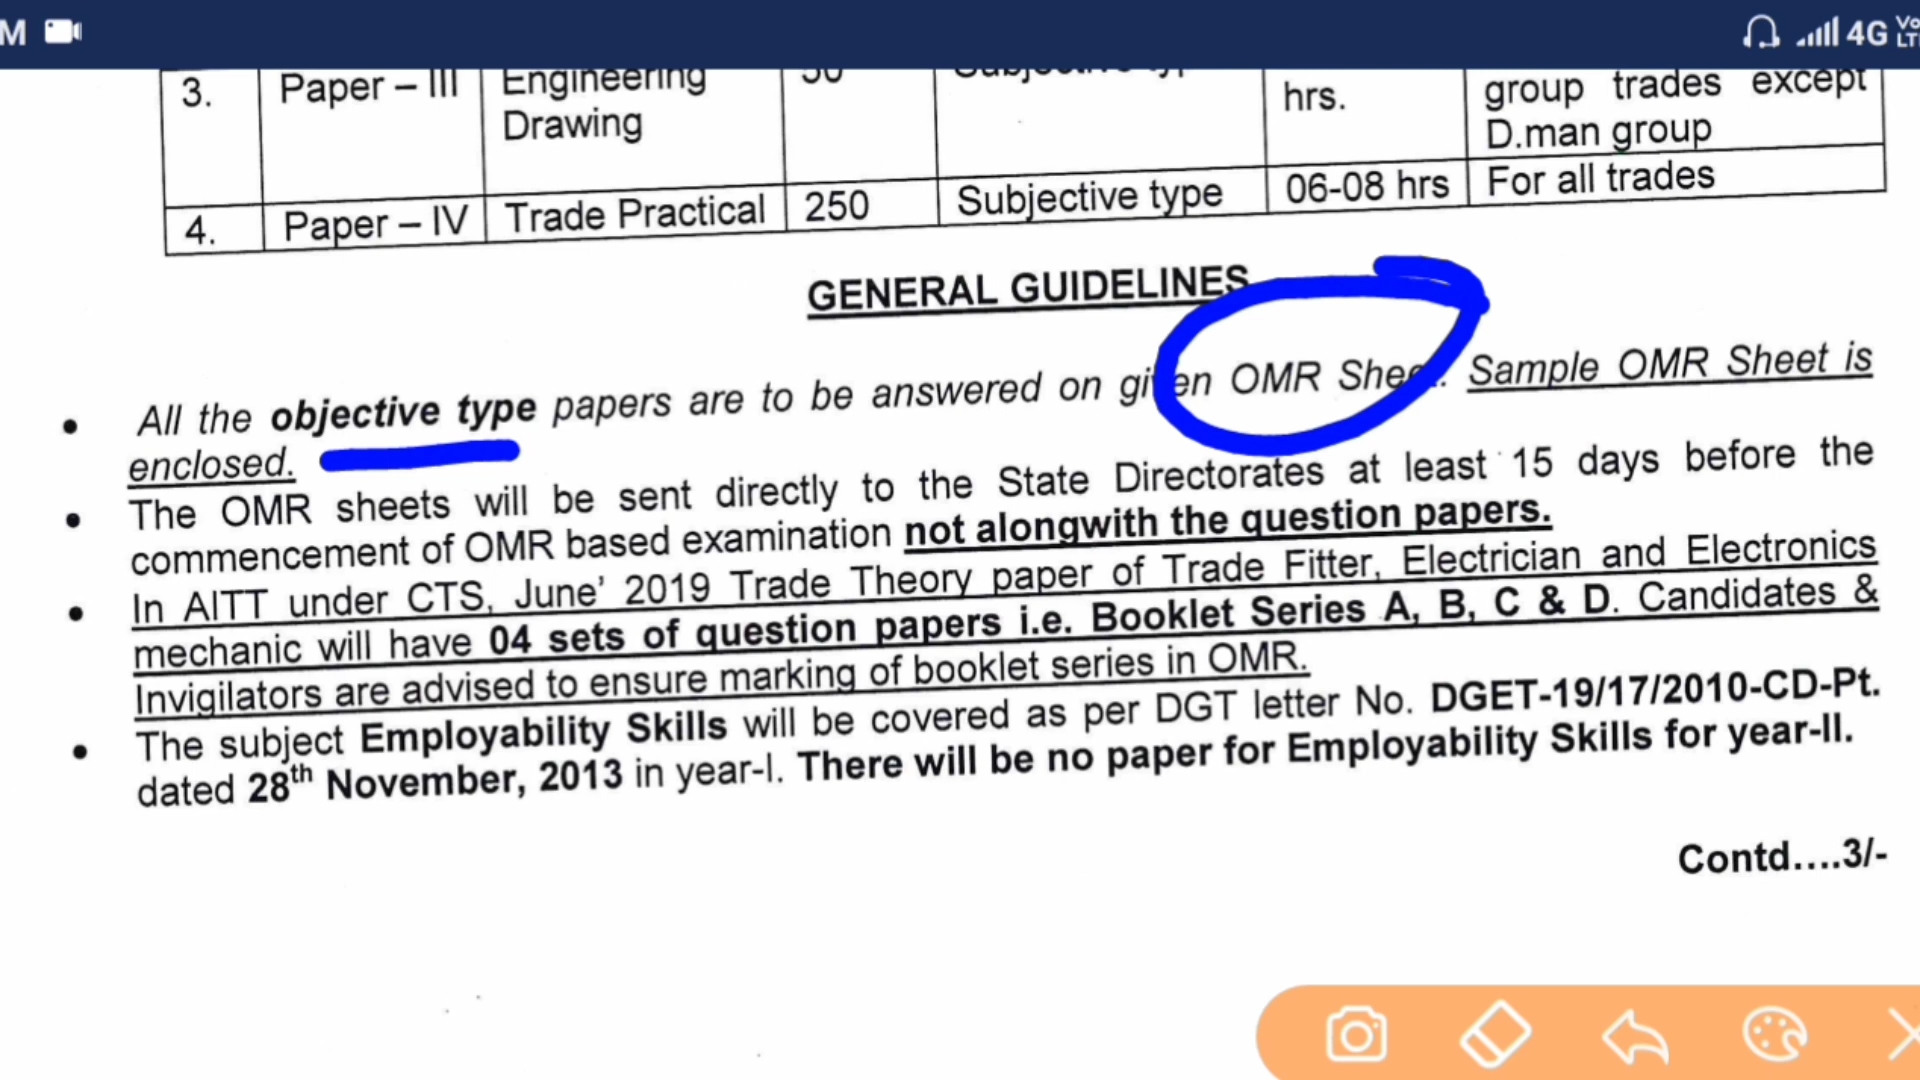 M 4G Vo LTE
3. Paper – III Engineering Drawing 50 hrs. group trades except D.man group
4. Paper – IV Trade Practical 250 Subjective type 06-08 hrs For all trades
GENERAL GUIDELINES
• All the objective type papers are to be answered on given OMR Sheet. Sample OMR Sheet is
enclosed.
• The OMR sheets will be sent directly to the State Directorates at least 15 days before the
commencement of OMR based examination not alongwith the question papers.
• In AITT under CTS, June' 2019 Trade Theory paper of Trade Fitter, Electrician and Electronics
mechanic will have 04 sets of question papers i.e. Booklet Series A, B, C & D. Candidates &
Invigilators are advised to ensure marking of booklet series in OMR.
• The subject Employability Skills will be covered as per DGT letter No. DGET-19/17/2010-CD-Pt.
dated 28th November, 2013 in year-I. There will be no paper for Employability Skills for year-II.
Contd....3/-